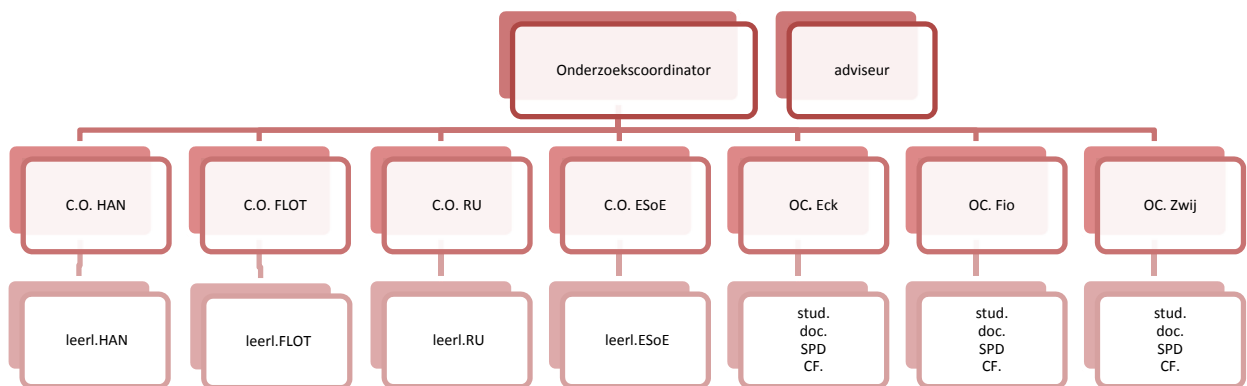 Onderzoekscoordinator
adviseur
C.O. HAN
C.O. FLOT
C.O. RU
C.O. ESoE
OC. Eck
OC. Fio
OC. Zwij
leerl.HAN
leerl.FLOT
leerl.RU
leerl.ESoE
stud.
doc.
SPD
CF.
stud.
doc.
SPD
CF.
stud.
doc.
SPD
CF.